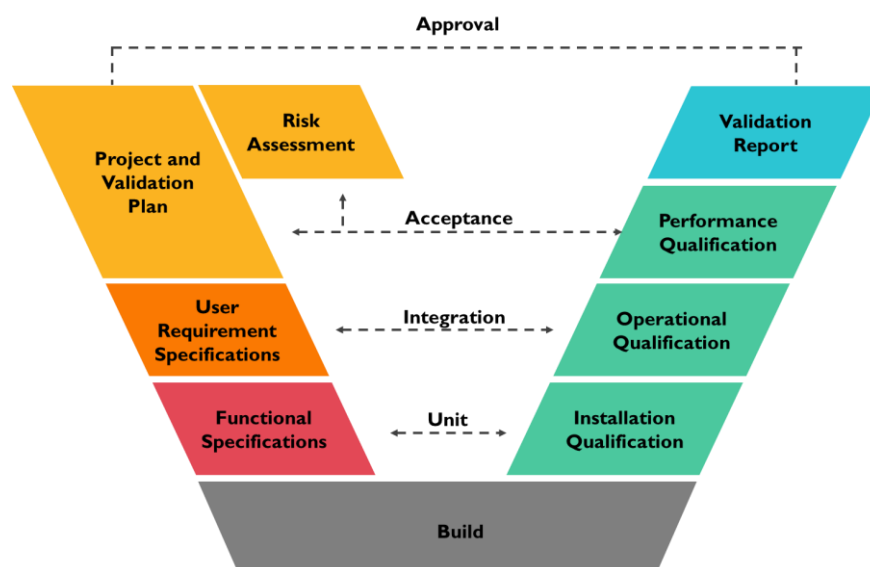 Approval
Risk
Assessment
Project and
Validation
Plan
Validation
Report
Acceptance
Performance
Qualification
User
Requirement
Specifications
Integration
Operational
Qualification
Functional
Specifications
Unit
Installation
Qualification
Build